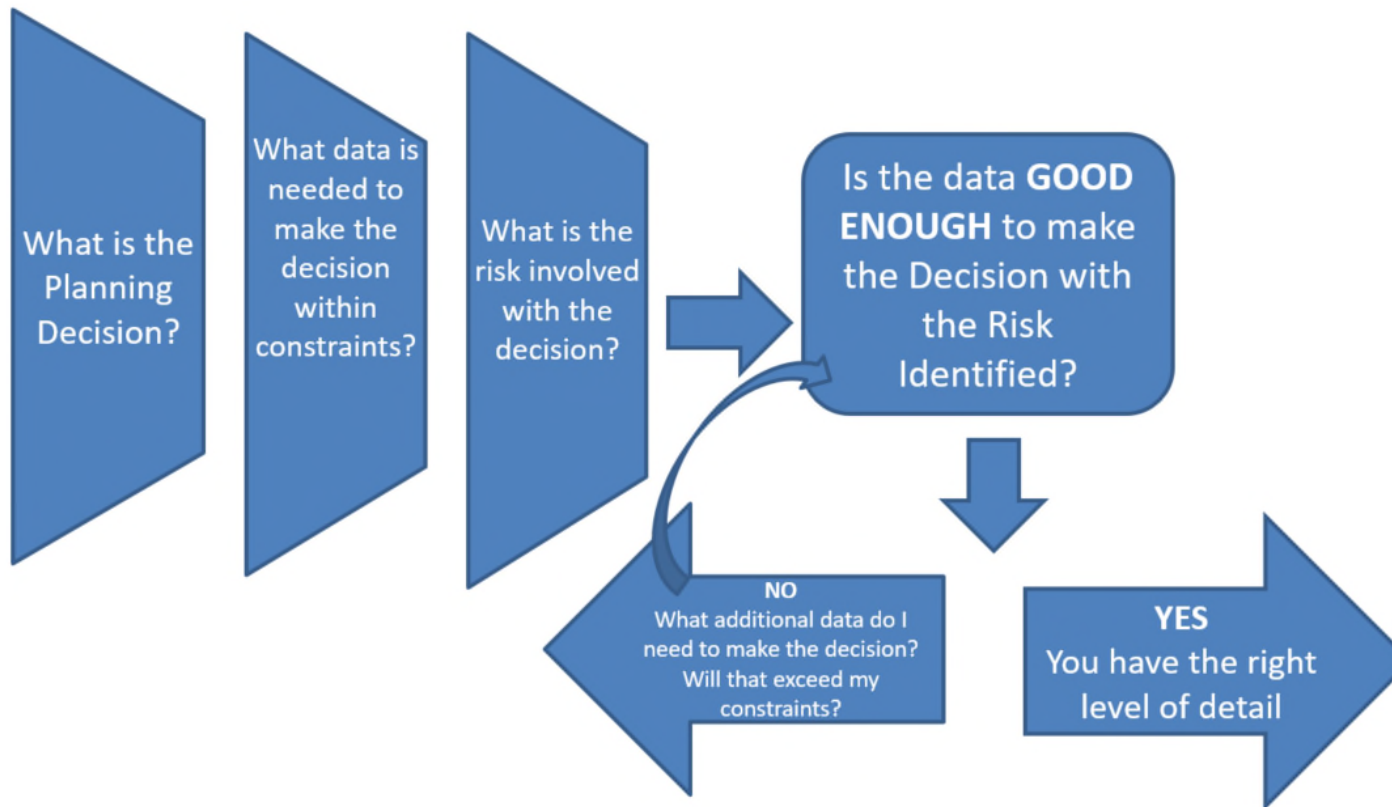 What is the
Planning
Decision?
What data is
needed to
make the
decision
within
constraints?
What is the
risk involved
with the
decision?
Is the data GOOD
ENOUGH to make
the Decision with
the Risk
Identified?
NO
What additional data do I
need to make the decision?
Will that exceed my
constraints?
YES
You have the right
level of detail